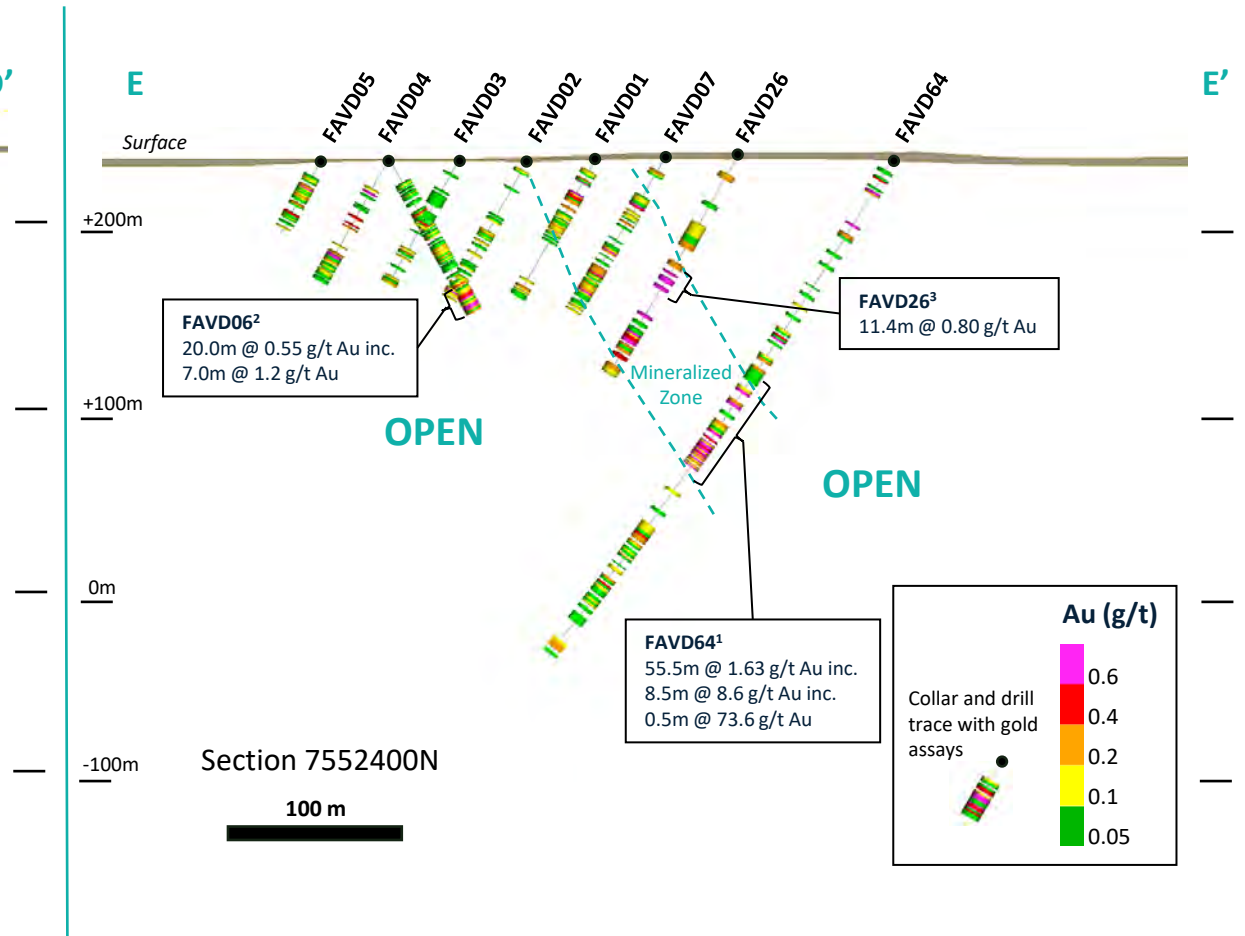 D’
E
E’
FAVD05
FAVD04
FAVD03
FAVD02
FAVD01
FAVD07
FAVD26
FAVD64
Surface
+200m
FAVD06²
20.0m @ 0.55 g/t Au inc.
7.0m @ 1.2 g/t Au
FAVD26³
11.4m @ 0.80 g/t Au
Mineralized
Zone
+100m
OPEN
OPEN
0m
FAVD64¹
55.5m @ 1.63 g/t Au inc.
8.5m @ 8.6 g/t Au inc.
0.5m @ 73.6 g/t Au
-100m
Section 7552400N
100 m
Au (g/t)
0.6
0.4
0.2
0.1
0.05
Collar and drill
trace with gold
assays